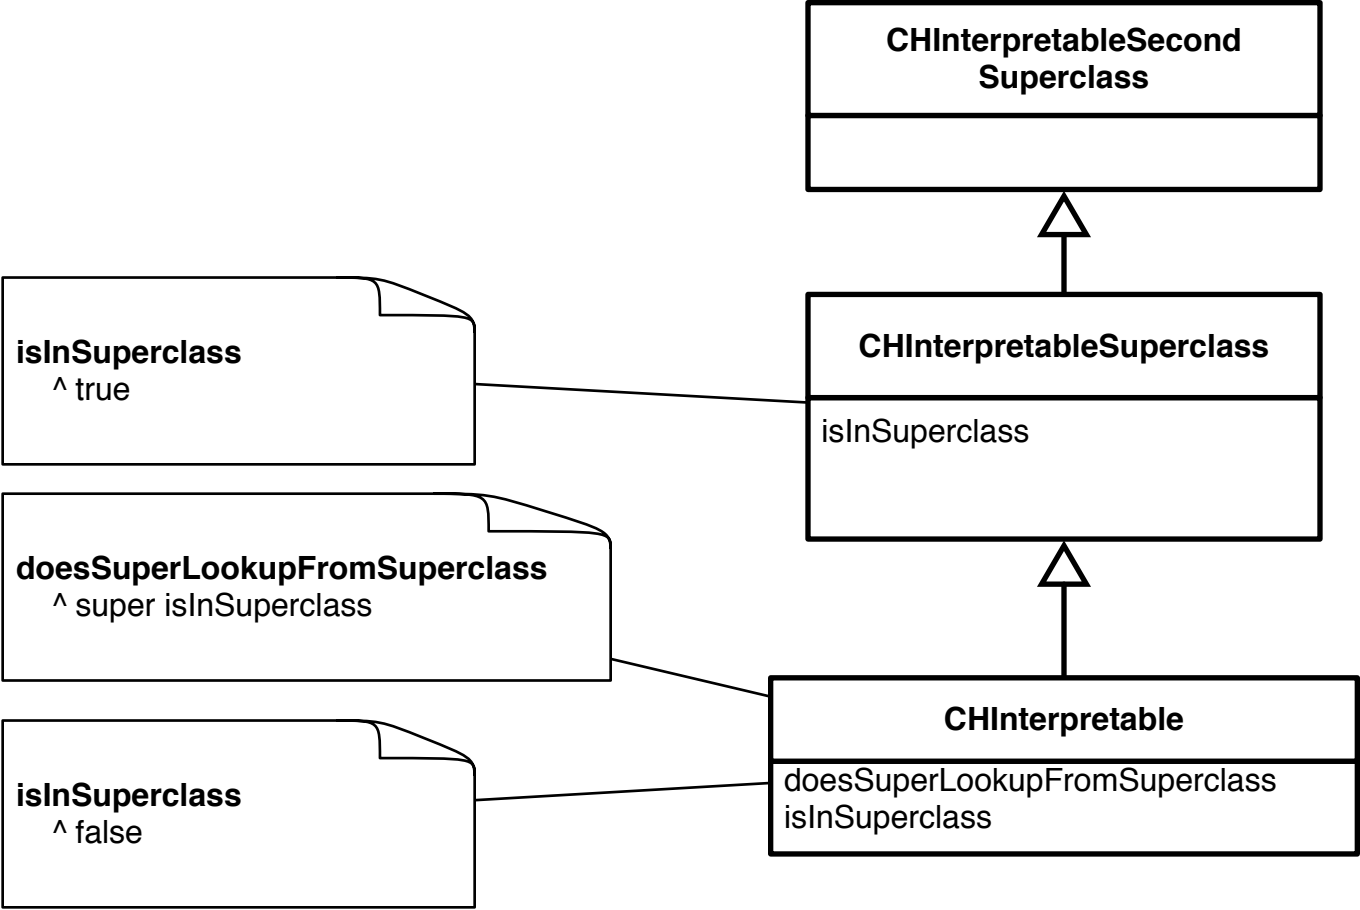 CHInterpretableSecond
Superclass
isInSuperclass
^ true
CHInterpretableSuperclass
isInSuperclass
doesSuperLookupFromSuperclass
^ super isInSuperclass
isInSuperclass
^ false
CHInterpretable
doesSuperLookupFromSuperclass
isInSuperclass